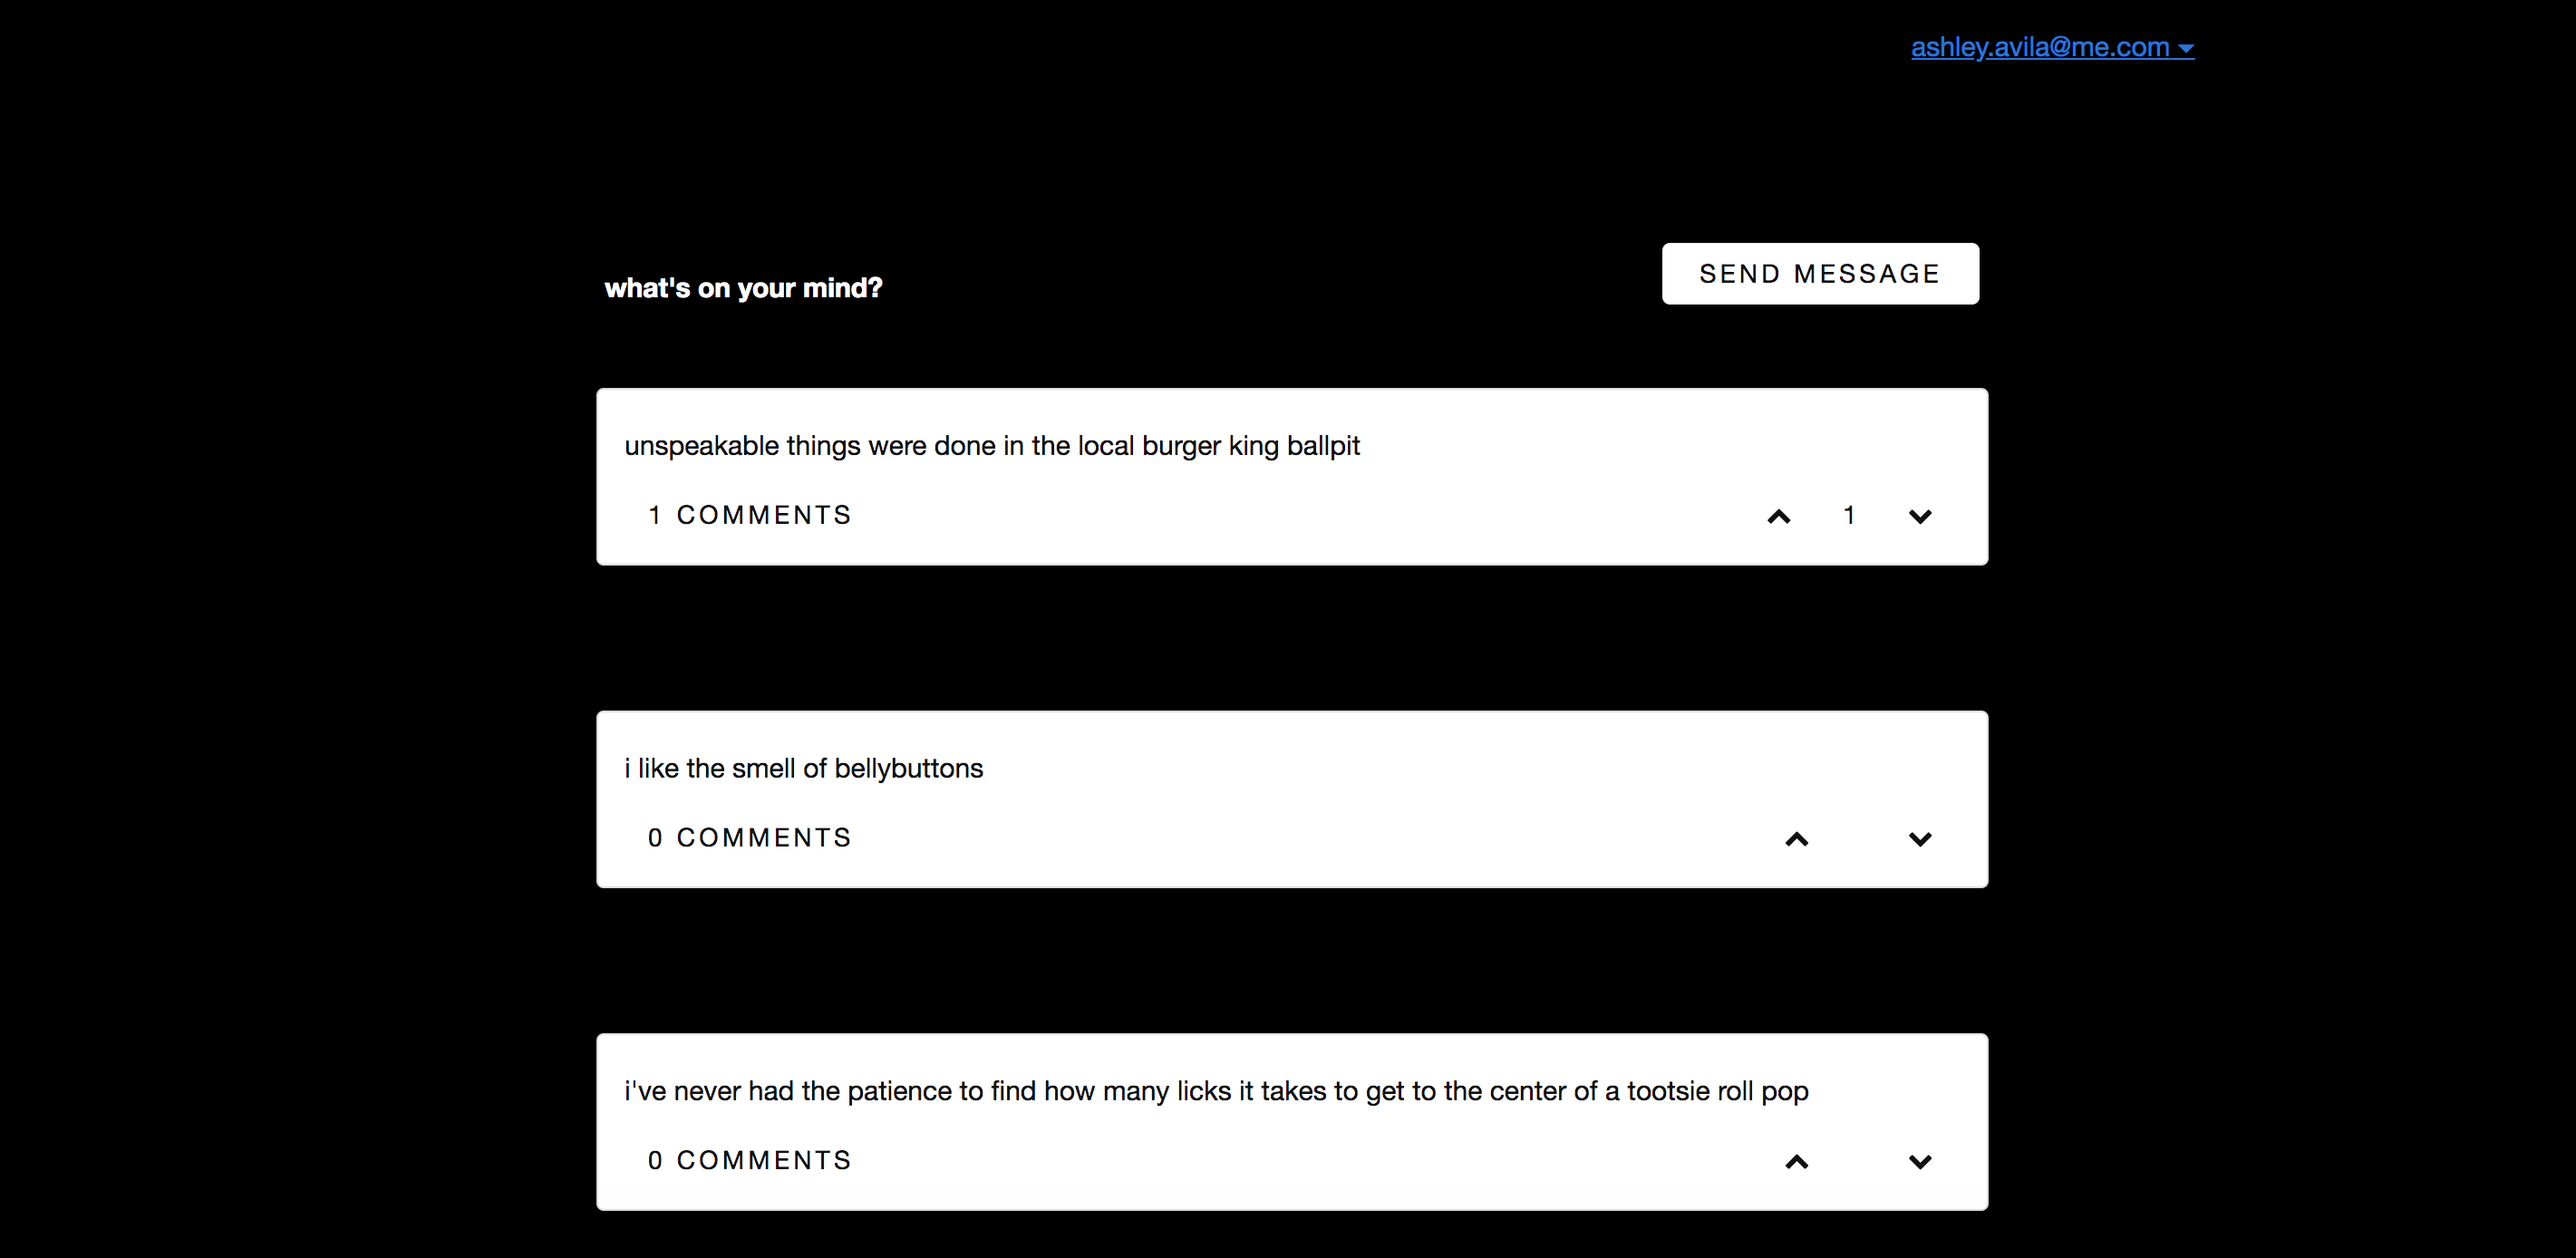 ashley.avila@me.com
what's on your mind?
SEND MESSAGE
unspeakable things were done in the local burger king ballpit
1 COMMENTS
1
i like the smell of bellybuttons
0 COMMENTS
i've never had the patience to find how many licks it takes to get to the center of a tootsie roll pop
0 COMMENTS